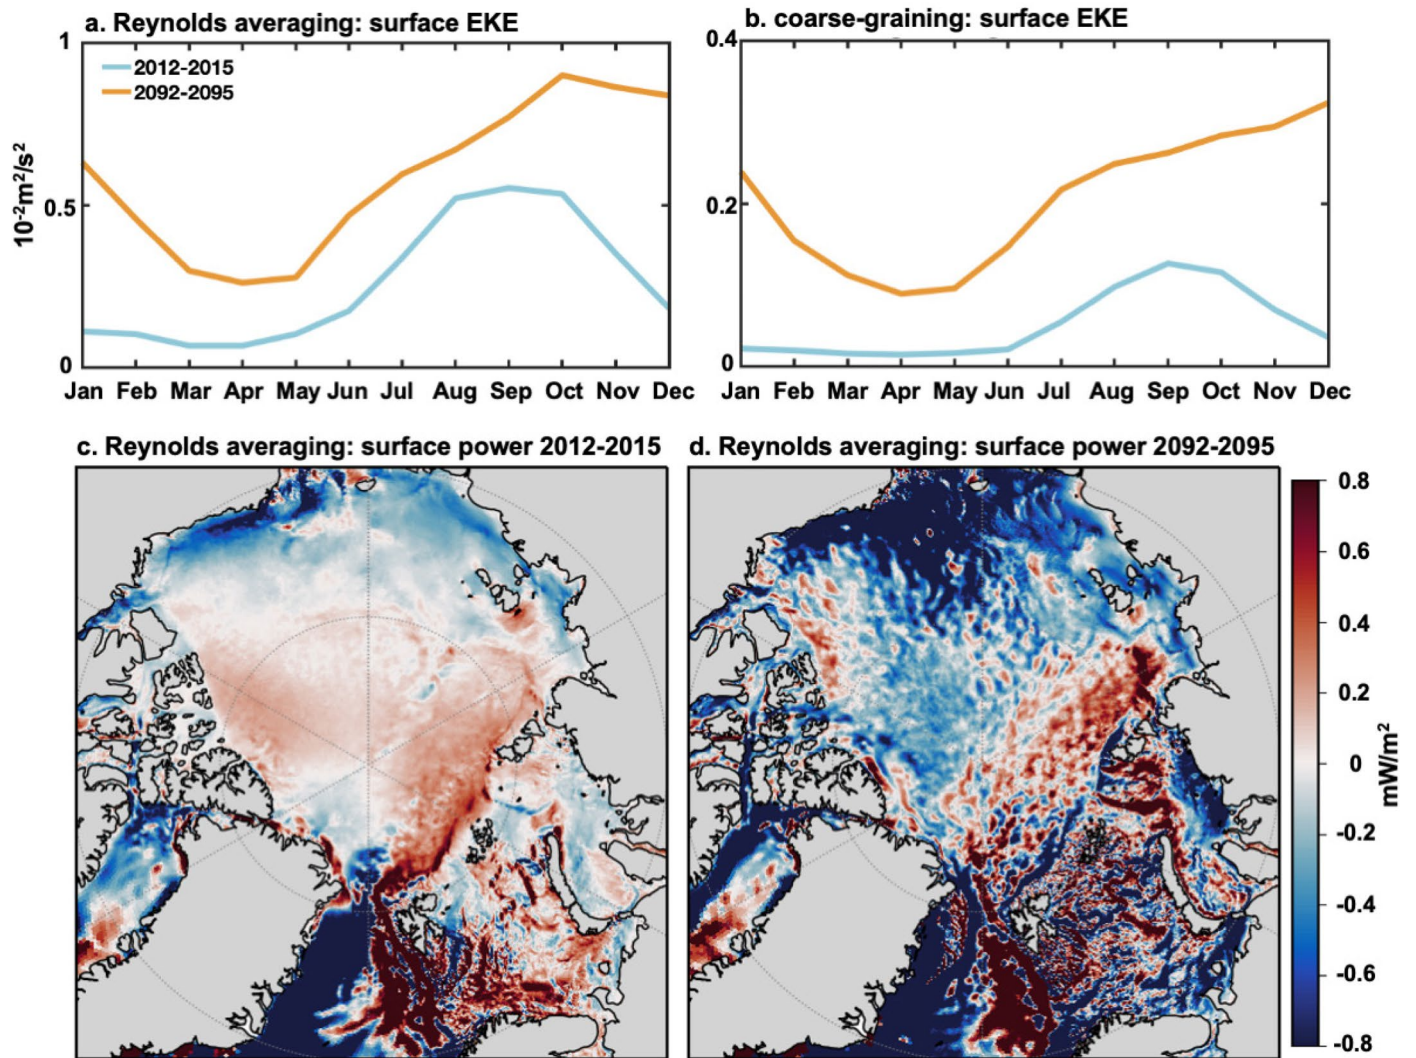 a. Reynolds averaging: surface EKE
1
2012-2015
2092-2095
10⁻²m²/s²
0.5
0
Jan Feb Mar Apr May Jun Jul Aug Sep Oct Nov Dec
b. coarse-graining: surface EKE
0.4
0.2
0
Jan Feb Mar Apr May Jun Jul Aug Sep Oct Nov Dec
c. Reynolds averaging: surface power 2012-2015
d. Reynolds averaging: surface power 2092-2095
0.8
0.6
0.4
0.2
0
-0.2
-0.4
-0.6
-0.8
mW/m²